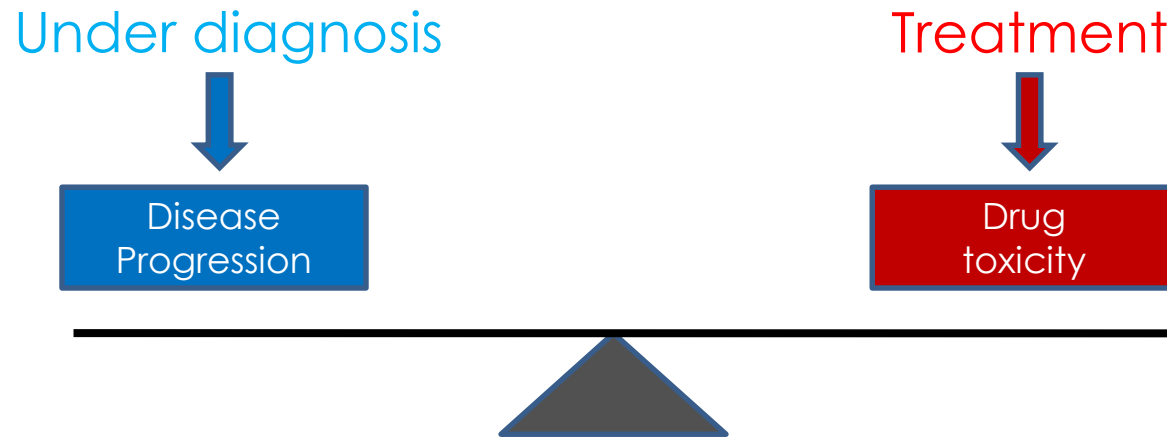 Under diagnosis
Treatment
Disease
Progression
Drug
toxicity